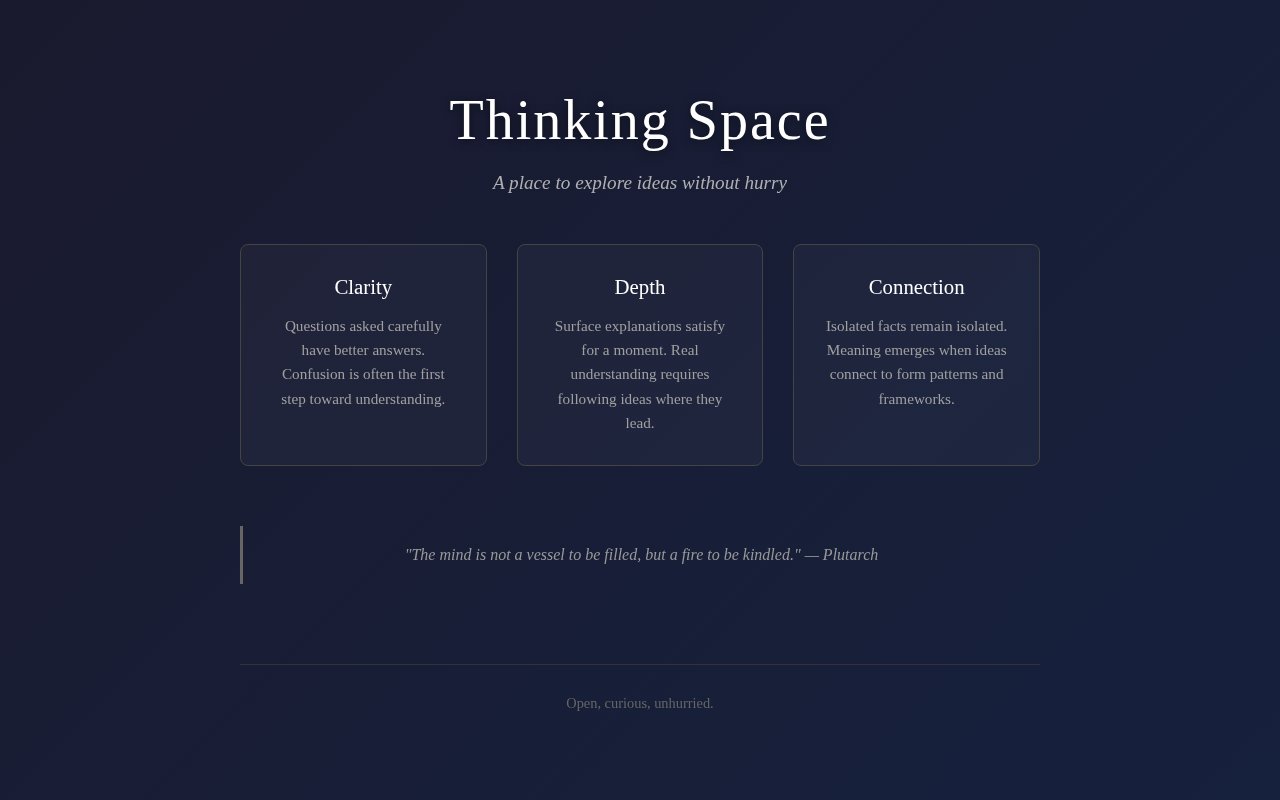 Thinking Space
A place to explore ideas without hurry
Clarity
Questions asked carefully
have better answers.
Confusion is often the first
step toward understanding.
Depth
Surface explanations satisfy
for a moment. Real
understanding requires
following ideas where they
lead.
Connection
Isolated facts remain isolated.
Meaning emerges when ideas
connect to form patterns and
frameworks.
"The mind is not a vessel to be filled, but a fire to be kindled." — Plutarch
Open, curious, unhurried.